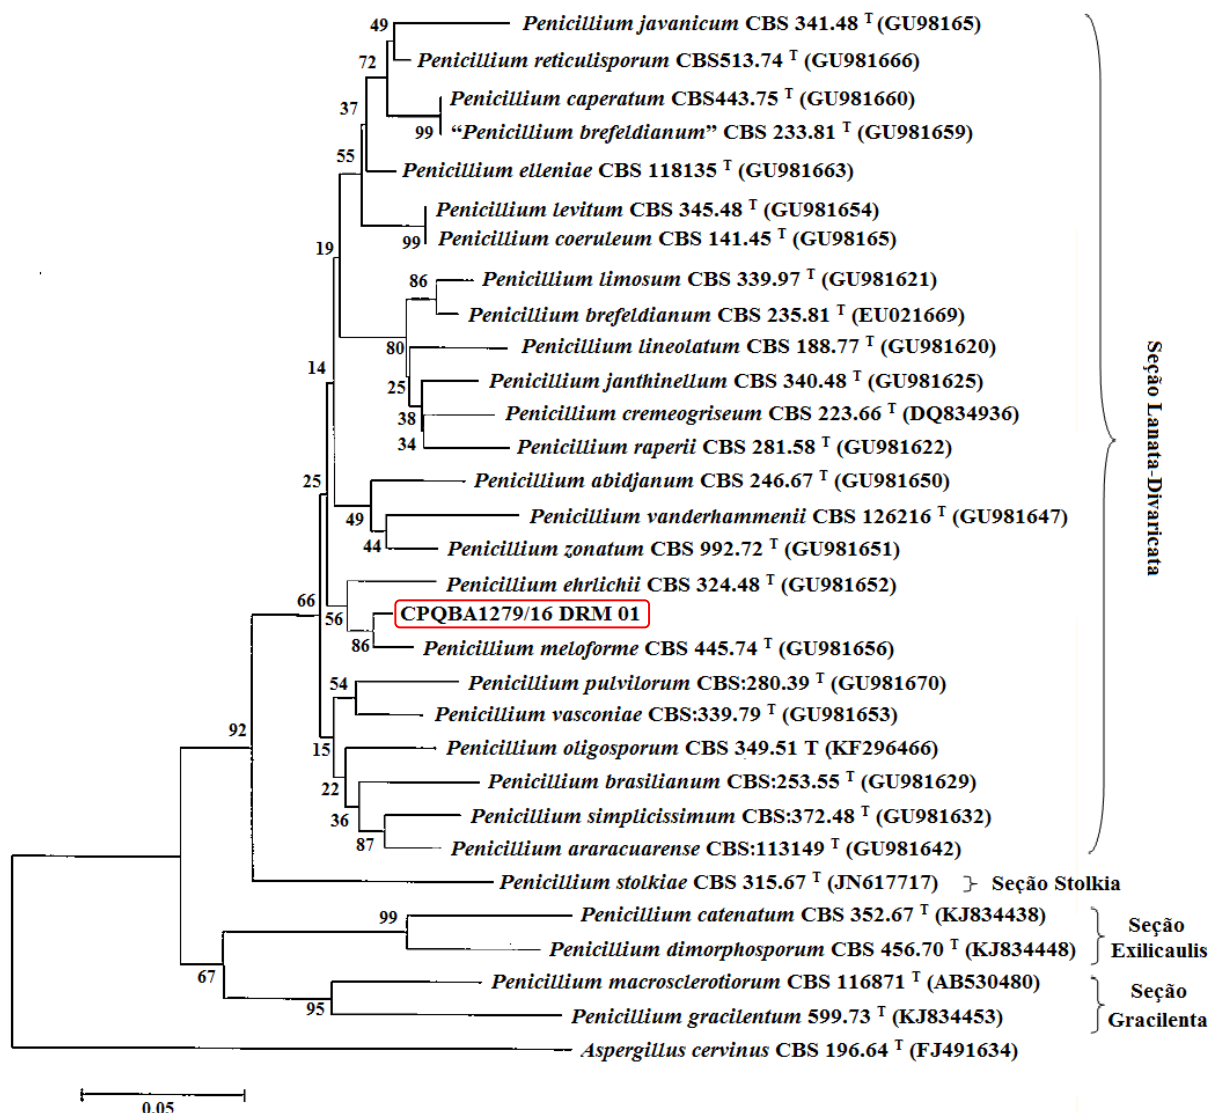 49
Penicillium javanicum CBS 341.48 T (GU98165)
72
Penicillium reticulisporum CBS513.74 T (GU981666)
37
Penicillium caperatum CBS443.75 T (GU981660)
99
“Penicillium brefeldianum” CBS 233.81 T (GU981659)
55
Penicillium elleniae CBS 118135 T (GU981663)
Penicillium levitum CBS 345.48 T (GU981654)
99
Penicillium coeruleum CBS 141.45 T (GU98165)
19
86
Penicillium limosum CBS 339.97 T (GU981621)
Penicillium brefeldianum CBS 235.81 T (EU021669)
80
Penicillium lineolatum CBS 188.77 T (GU981620)
14
25
Penicillium janthinellum CBS 340.48 T (GU981625)
38
Penicillium cremeogriseum CBS 223.66 T (DQ834936)
34
Penicillium raperii CBS 281.58 T (GU981622)
25
Penicillium abidjanum CBS 246.67 T (GU981650)
49
Penicillium vanderhammenii CBS 126216 T (GU981647)
44
Penicillium zonatum CBS 992.72 T (GU981651)
Penicillium ehrlichii CBS 324.48 T (GU981652)
66
56
CPQBA1279/16 DRM 01
86
Penicillium meloforme CBS 445.74 T (GU981656)
54
Penicillium pulvilorum CBS:280.39 T (GU981670)
Penicillium vasconiae CBS:339.79 T (GU981653)
92
15
Penicillium oligosporum CBS 349.51 T (KF296466)
22
Penicillium brasilianum CBS:253.55 T (GU981629)
36
Penicillium simplicissimum CBS:372.48 T (GU981632)
87
Penicillium araracuarense CBS:113149 T (GU981642)
Seção Lanata-Divaricata
Penicillium stolkiae CBS 315.67 T (JN617717)
Seção Stolkia
99
Penicillium catenatum CBS 352.67 T (KJ834438)
Penicillium dimorphosporum CBS 456.70 T (KJ834448)
Seção
Exilicaulis
67
Penicillium macrosclerotiorum CBS 116871 T (AB530480)
95
Penicillium gracilentum 599.73 T (KJ834453)
Seção
Gracilenta
Aspergillus cervinus CBS 196.64 T (FJ491634)
0.05